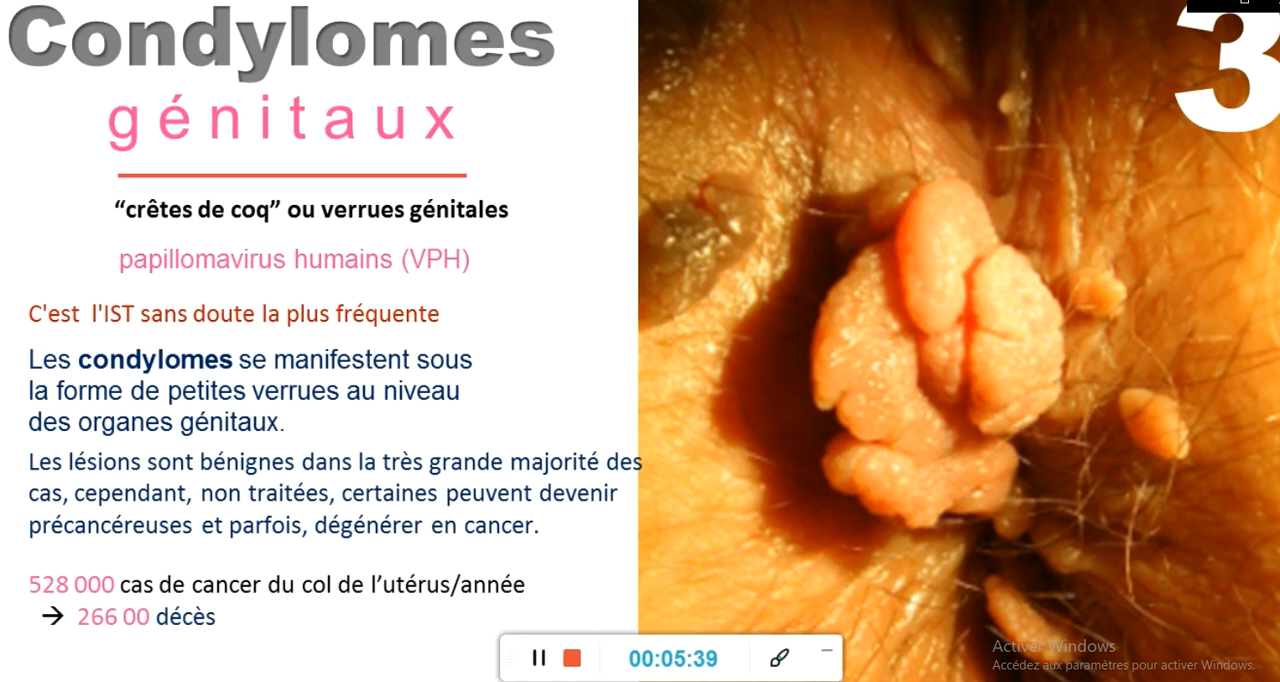 Condylomes
génitaux
3
“crêtes de coq” ou verrues génitales
papillomavirus humains (VPH)
C'est l'IST sans doute la plus fréquente
Les condylomes se manifestent sous
la forme de petites verrues au niveau
des organes génitaux.
Les lésions sont bénignes dans la très grande majorité des
cas, cependant, non traitées, certaines peuvent devenir
précancéreuses et parfois, dégénérer en cancer.
528 000 cas de cancer du col de l’utérus/année
→ 266 00 décès
00:05:39
Activer Windows
Accédez aux paramètres pour activer Windows.